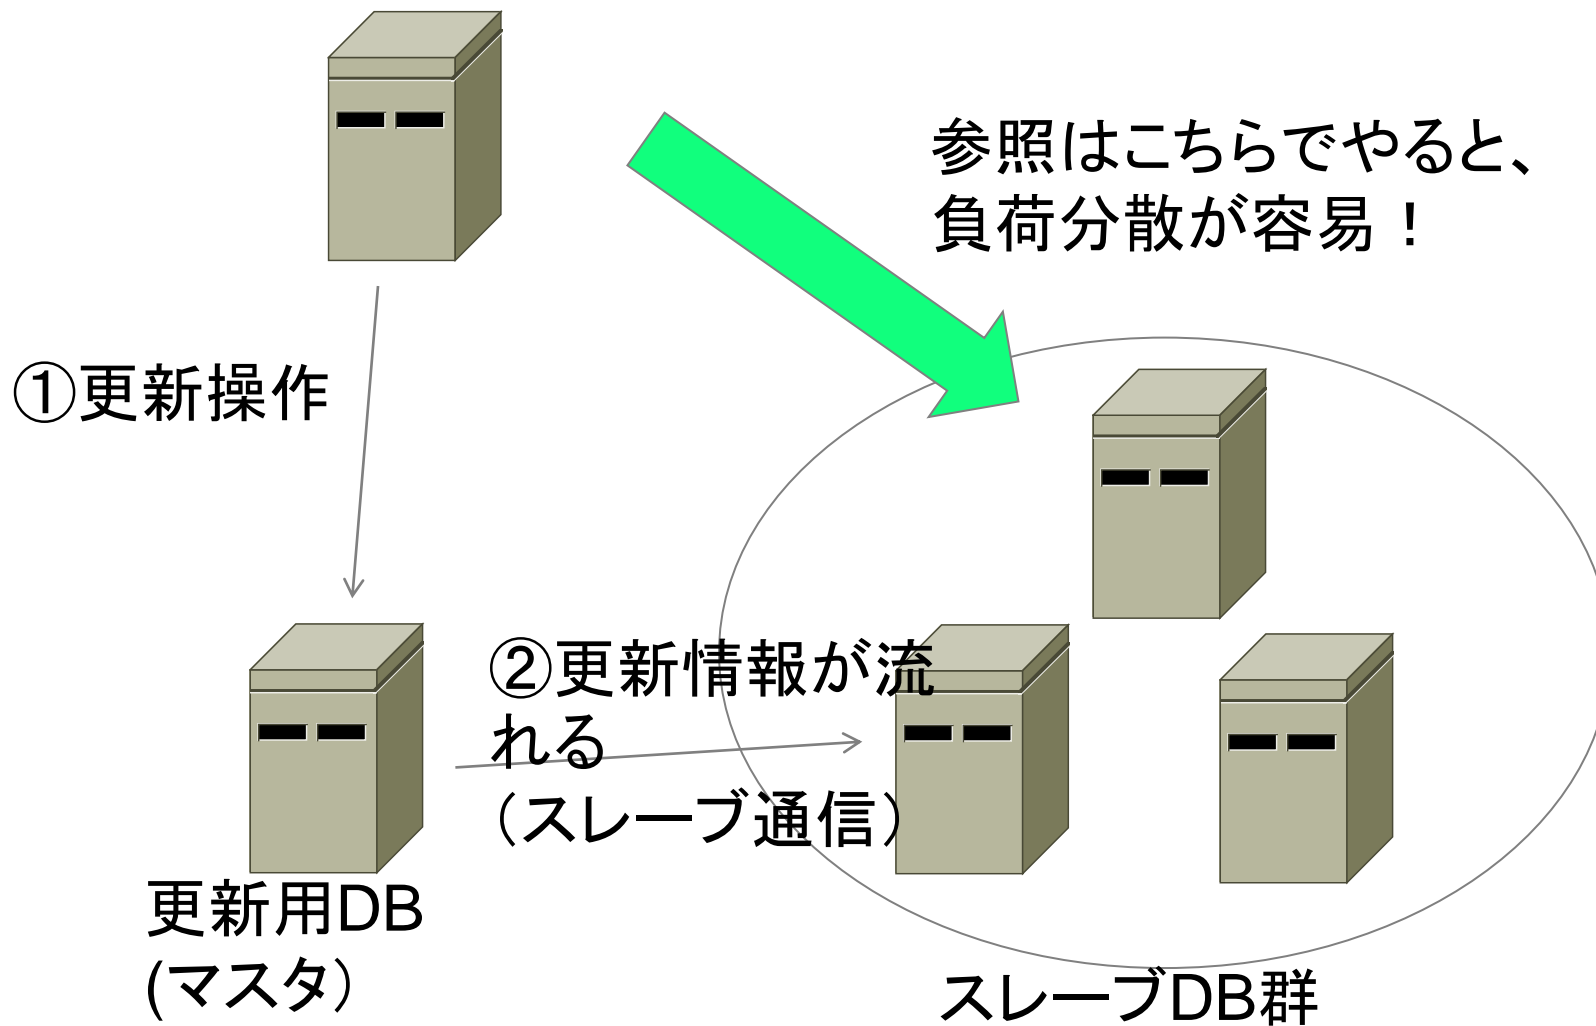 参照はこちらでやると、
負荷分散が容易！
①更新操作
②更新情報が流
れる
（スレーブ通信）
更新用DB
(マスタ）
スレーブDB群